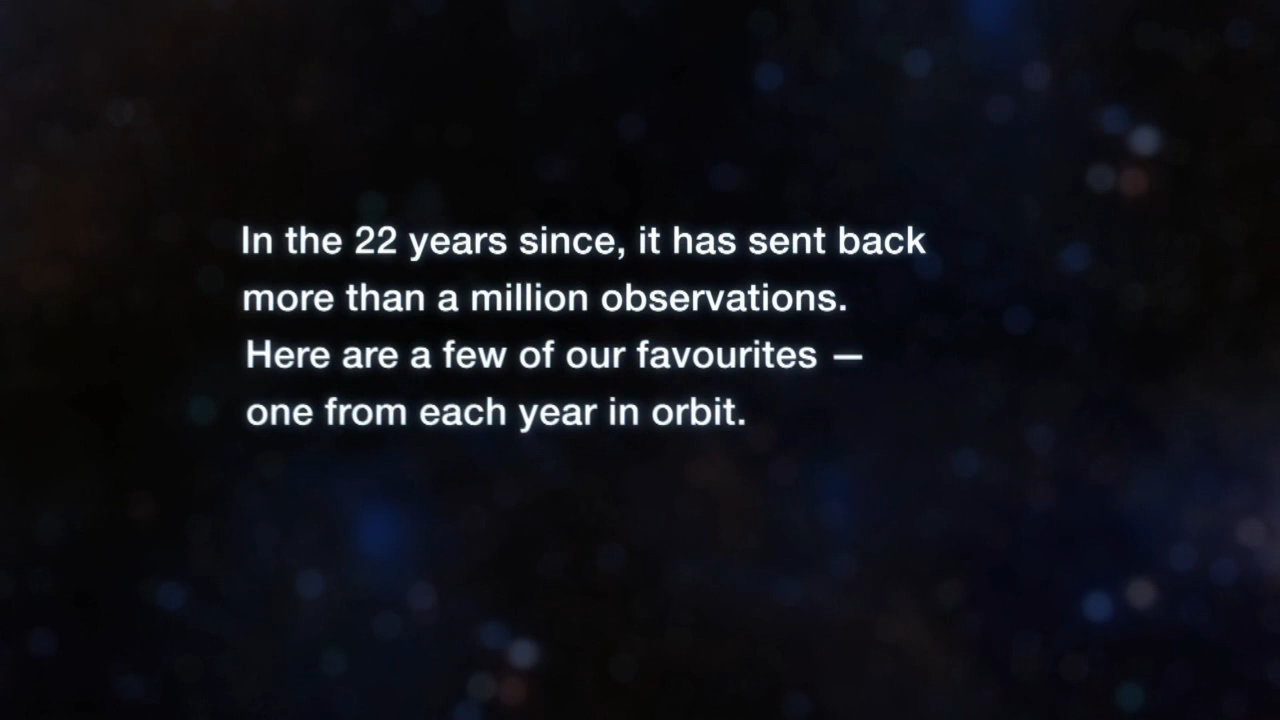 In the 22 years since, it has sent back
more than a million observations.
Here are a few of our favourites —
one from each year in orbit.